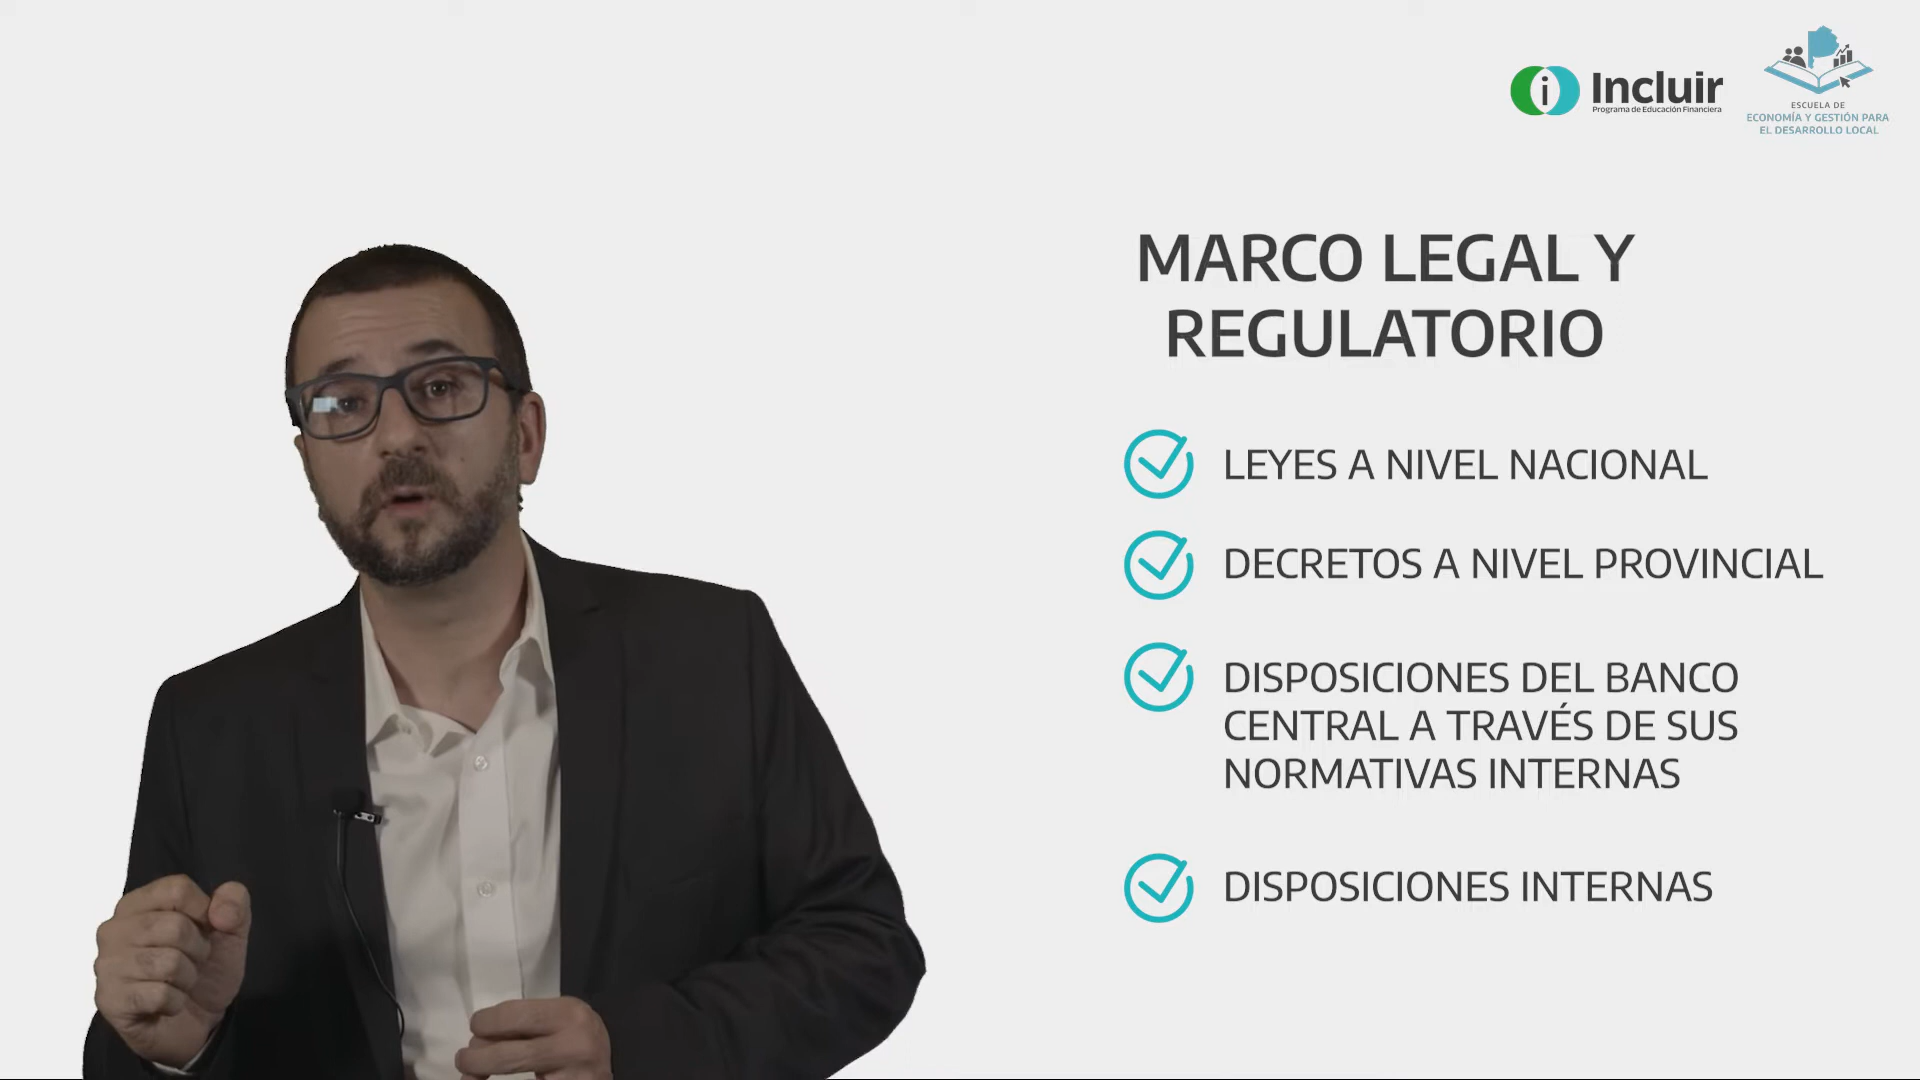 Incluir
Programa de Educación Financiera
ESCUELA DE
ECONOMÍA Y GESTIÓN PARA
EL DESARROLLO LOCAL
MARCO LEGAL Y
REGULATORIO
LEYES A NIVEL NACIONAL
DECRETOS A NIVEL PROVINCIAL
DISPOSICIONES DEL BANCO
CENTRAL A TRAVÉS DE SUS
NORMATIVAS INTERNAS
DISPOSICIONES INTERNAS